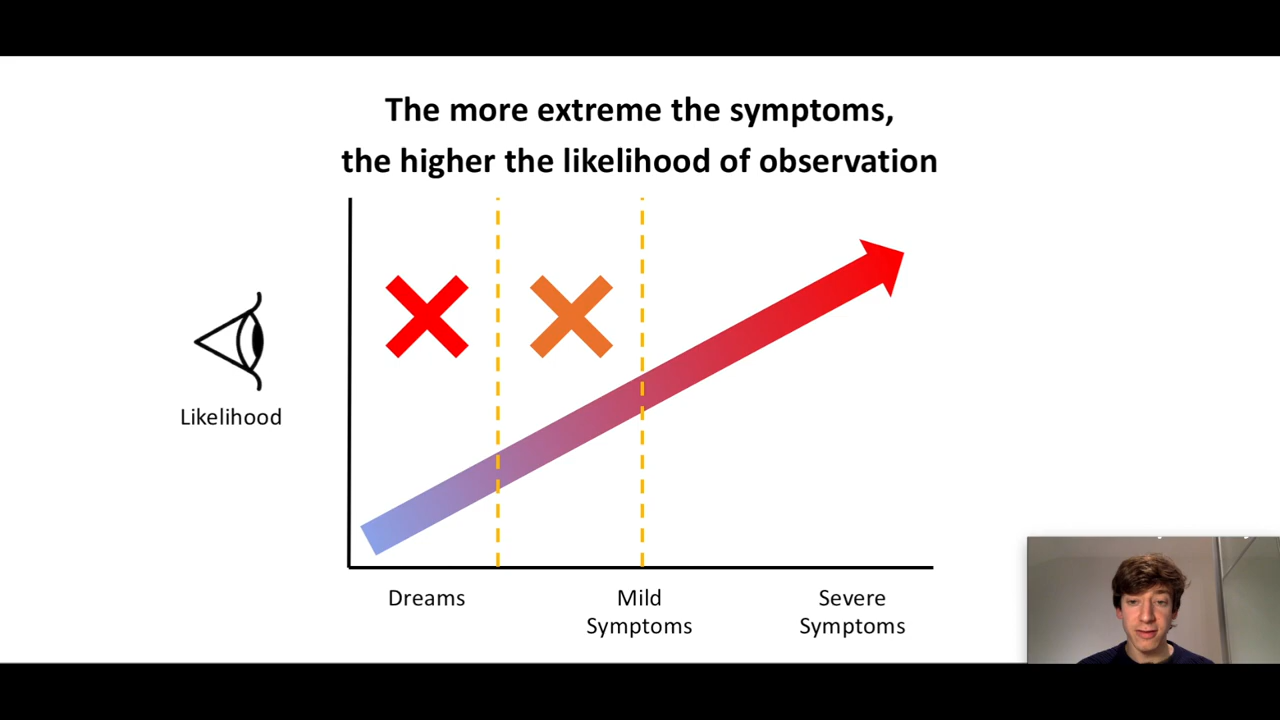 The more extreme the symptoms,
the higher the likelihood of observation
Likelihood
Dreams
Mild
Symptoms
Severe
Symptoms